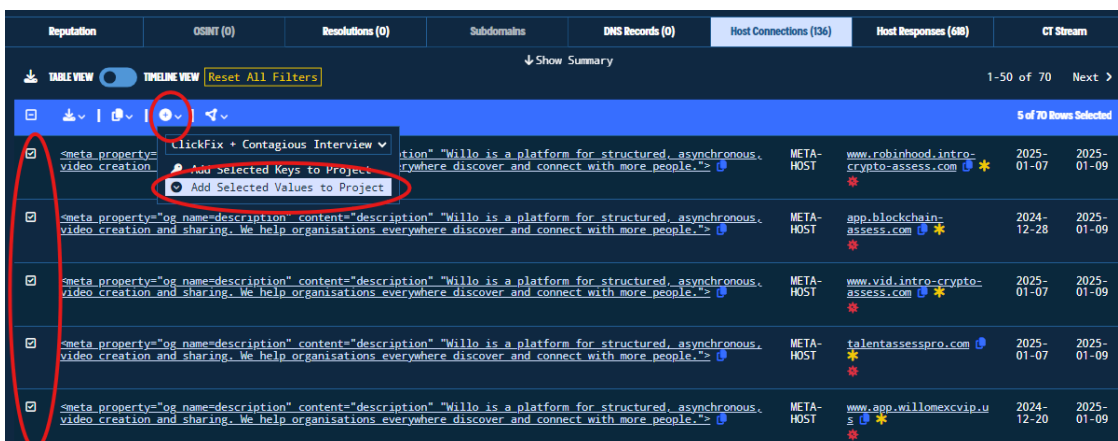 Reputation OSINT (0) Resolutions (0) Subdomains DNS Records (0) Host Connections (136) Host Responses (618) CT Stream
Show Summary
TABLE VIEW TIMELINE VIEW Reset All Filters 1-50 of 70 Next >
5 of 70 Rows Selected
ClickFix + Contagious Interview
Add Selected Keys to Project
Add Selected Values to Project
<meta property= ption" "Willo is a platform for structured, asynchronous, META- www.robinhood.intro- 2025- 2025-
video creation rywhere discover and connect with more people."> HOST crypto-assess.com 01-07 01-09
<meta property="og name=description" content="description" "Willo is a platform for structured, asynchronous, META- app.blockchain- 2024- 2025-
video creation and sharing. We help organisations everywhere discover and connect with more people."> HOST assess.com 12-28 01-09
<meta property="og name=description" content="description" "Willo is a platform for structured, asynchronous, META- www.vid.intro-crypto- 2025- 2025-
video creation and sharing. We help organisations everywhere discover and connect with more people."> HOST assess.com 01-07 01-09
<meta property="og name=description" content="description" "Willo is a platform for structured, asynchronous, META- talentassesspro.com 2025- 2025-
video creation and sharing. We help organisations everywhere discover and connect with more people."> HOST 01-07 01-09
<meta property="og name=description" content="description" "Willo is a platform for structured, asynchronous, META- www.app.willomexcvip.u 2024- 2025-
video creation and sharing. We help organisations everywhere discover and connect with more people."> HOST s 12-20 01-09